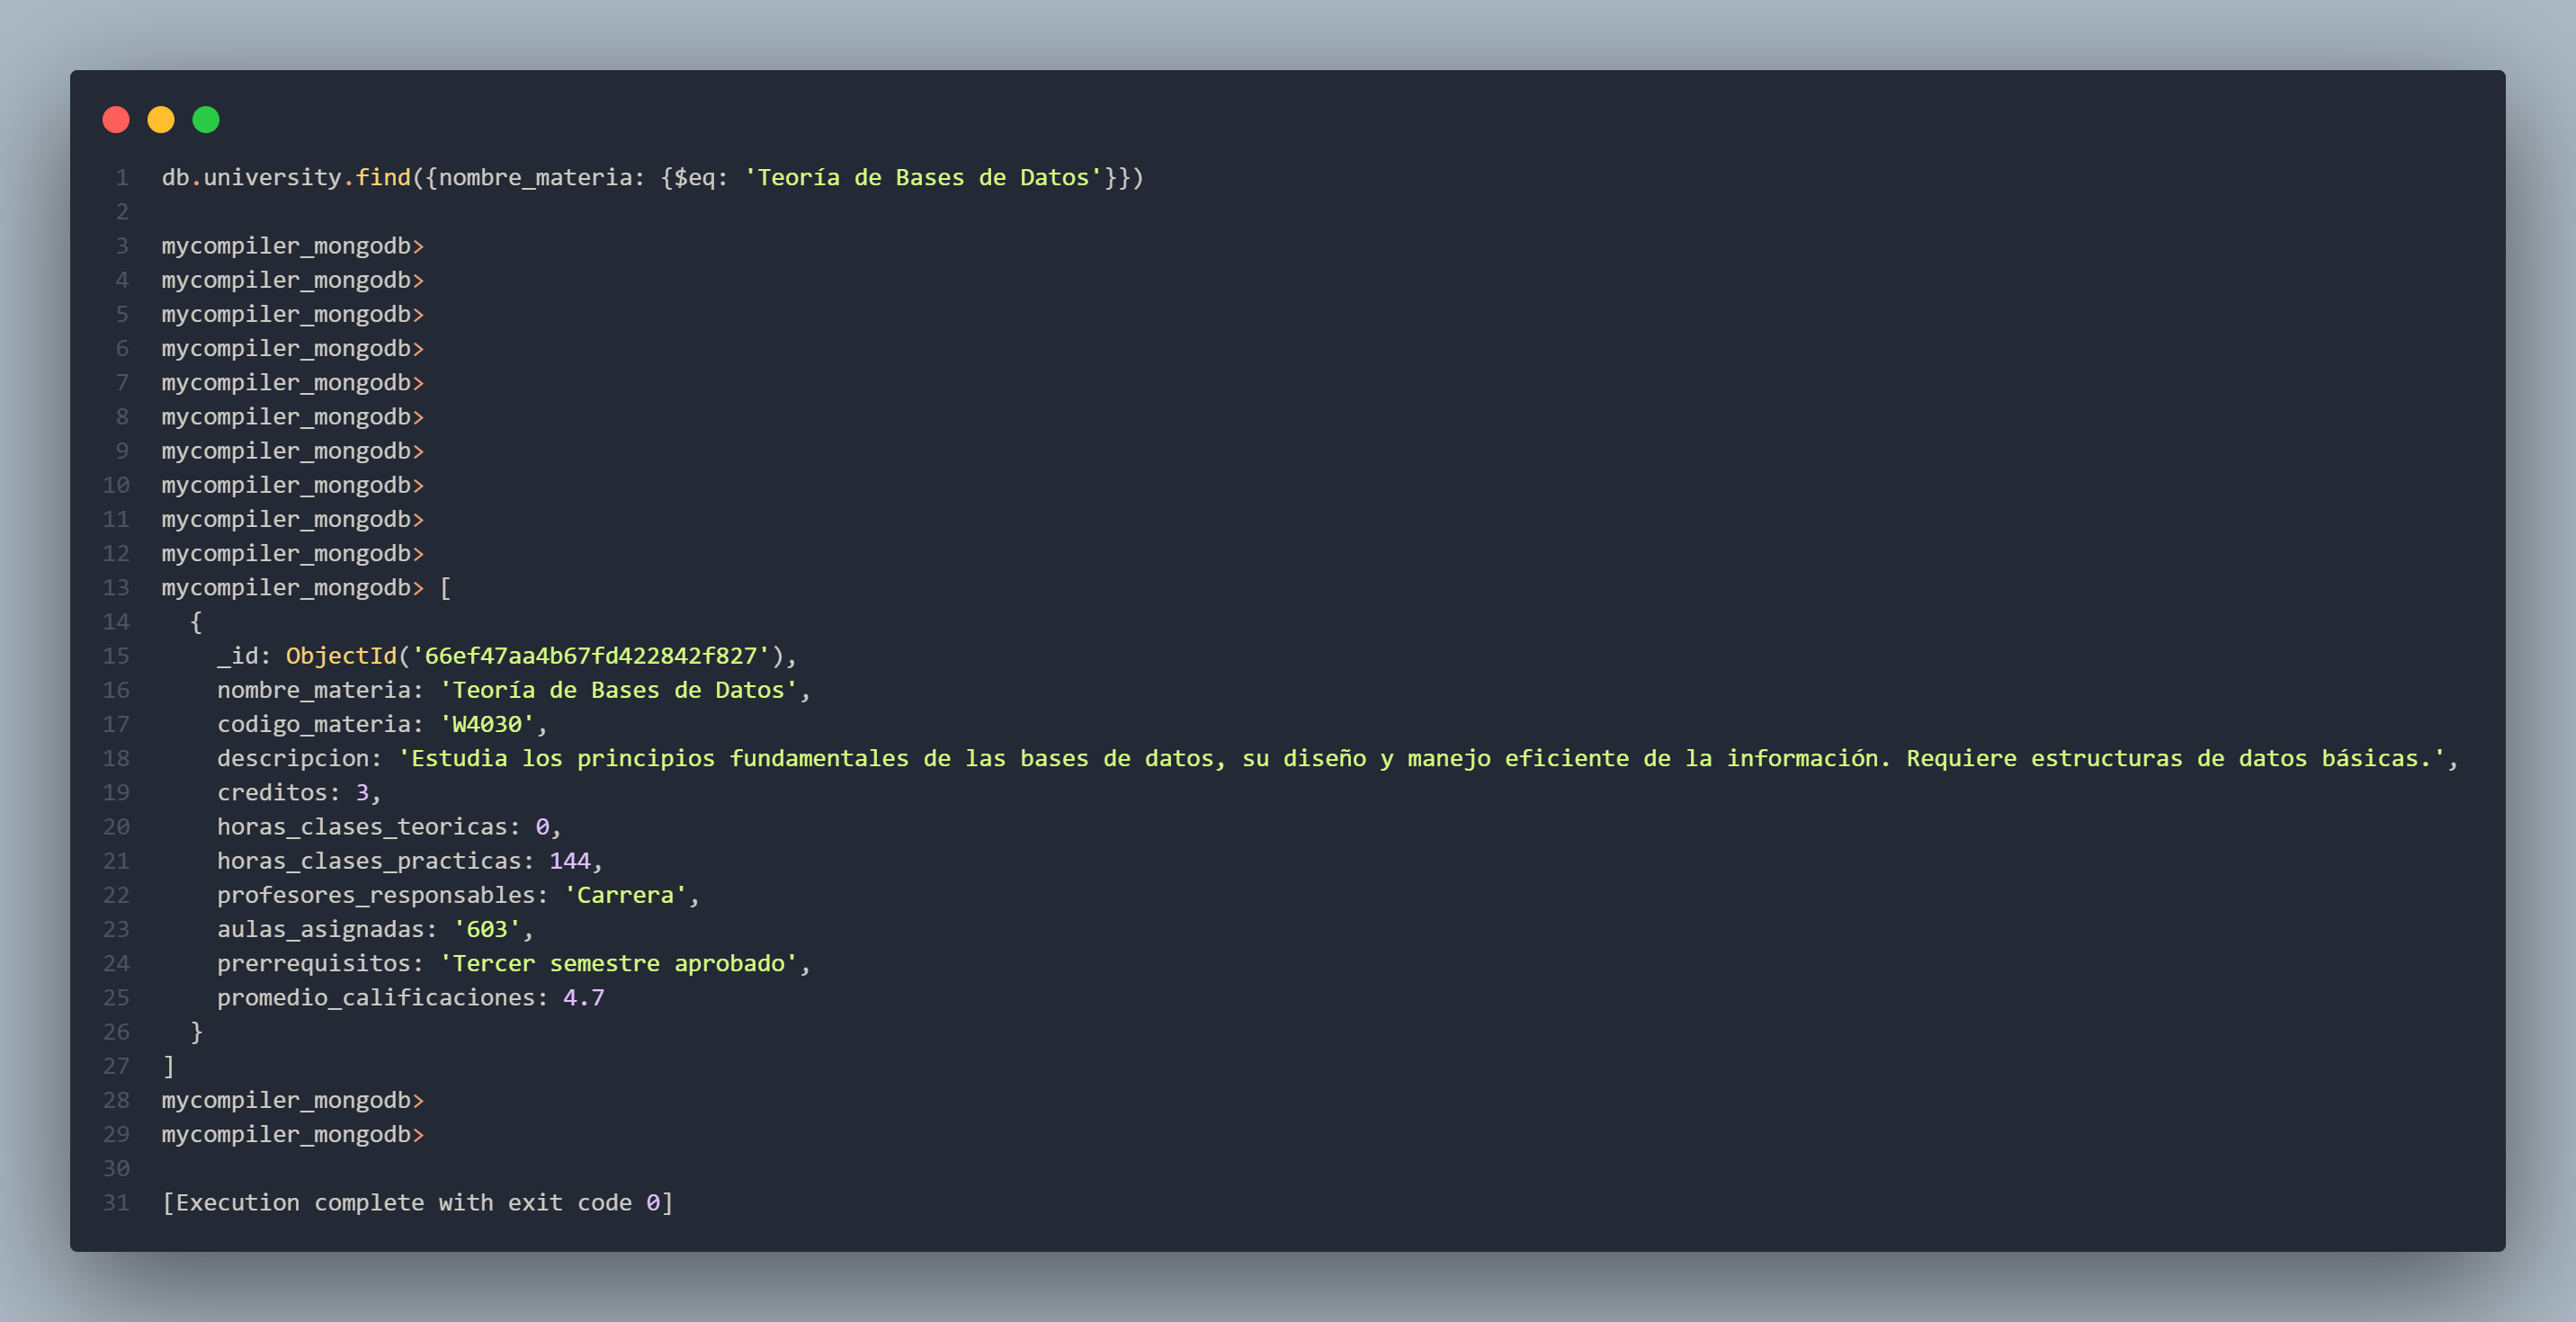 1 db.university.find({nombre_materia: {$eq: 'Teoría de Bases de Datos'}})
2
3 mycompiler_mongodb>
4 mycompiler_mongodb>
5 mycompiler_mongodb>
6 mycompiler_mongodb>
7 mycompiler_mongodb>
8 mycompiler_mongodb>
9 mycompiler_mongodb>
10 mycompiler_mongodb>
11 mycompiler_mongodb>
12 mycompiler_mongodb>
13 mycompiler_mongodb> [
14   {
15     _id: ObjectId('66ef47aa4b67fd422842f827'),
16     nombre_materia: 'Teoría de Bases de Datos',
17     codigo_materia: 'W4030',
18     descripcion: 'Estudia los principios fundamentales de las bases de datos, su diseño y manejo eficiente de la información. Requiere estructuras de datos básicas.',
19     creditos: 3,
20     horas_clases_teoricas: 0,
21     horas_clases_practicas: 144,
22     profesores_responsables: 'Carrera',
23     aulas_asignadas: '603',
24     prerrequisitos: 'Tercer semestre aprobado',
25     promedio_calificaciones: 4.7
26   }
27 ]
28 mycompiler_mongodb>
29 mycompiler_mongodb>
30
31 [Execution complete with exit code 0]